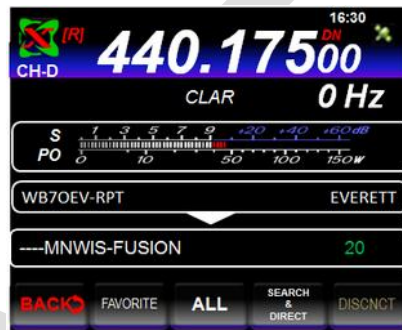 16:30
[R] DN
CH-D 440.17500
CLAR 0 Hz
S 1 3 5 7 9 +20 +40 +60dB
PO 0 10 50 100 150W
WB7OEV-RPT EVERETT
----MNWIS-FUSION 20
BACK FAVORITE ALL SEARCH & DIRECT DISCNCT